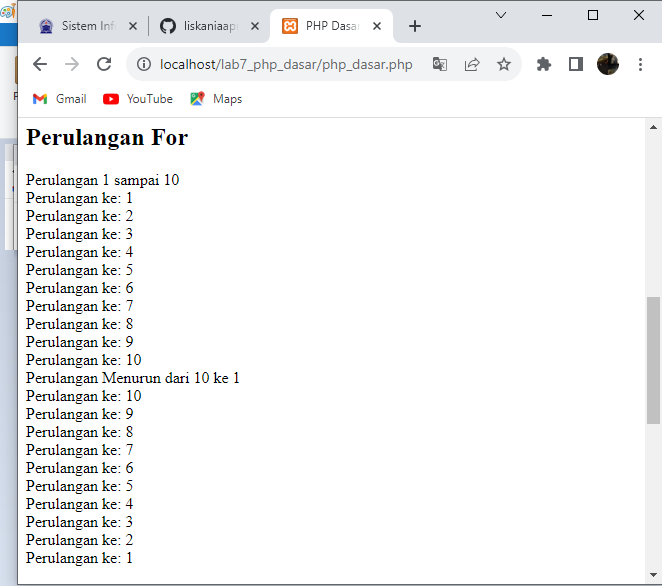 Sistem Inf
liskaniaapr
PHP Dasar
localhost/lab7_php_dasar/php_dasar.php
Gmail
YouTube
Maps
Perulangan For
Perulangan 1 sampai 10
Perulangan ke: 1
Perulangan ke: 2
Perulangan ke: 3
Perulangan ke: 4
Perulangan ke: 5
Perulangan ke: 6
Perulangan ke: 7
Perulangan ke: 8
Perulangan ke: 9
Perulangan ke: 10
Perulangan Menurun dari 10 ke 1
Perulangan ke: 10
Perulangan ke: 9
Perulangan ke: 8
Perulangan ke: 7
Perulangan ke: 6
Perulangan ke: 5
Perulangan ke: 4
Perulangan ke: 3
Perulangan ke: 2
Perulangan ke: 1